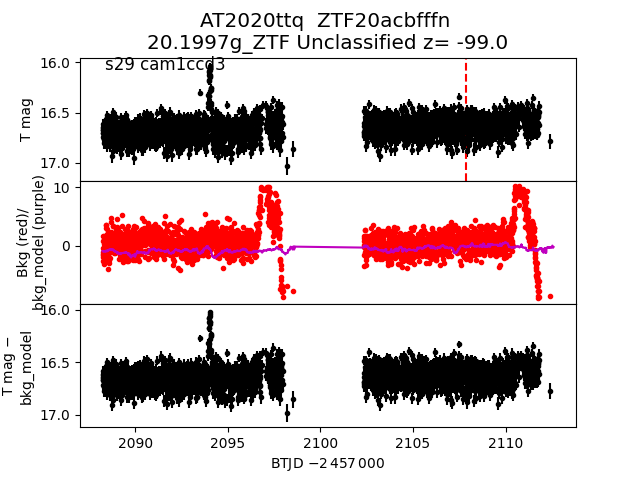 AT2020ttq  ZTF20acbfffn
20.1997g_ZTF Unclassified z= -99.0
s29 cam1ccd3
16.0
16.5
17.0
T mag
10
0
Bkg (red)/
bkg_model (purple)
16.0
16.5
17.0
T mag −
bkg_model
2090
2095
2100
2105
2110
BTJD −2 457 000